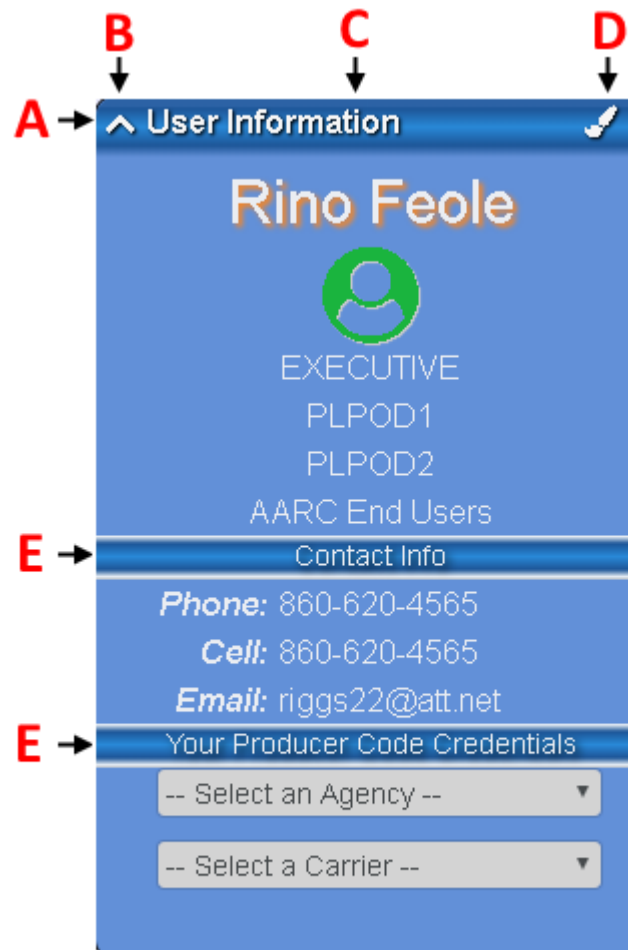 B C D
A User Information
Rino Feole
EXECUTIVE
PLPOD1
PLPOD2
AARC End Users
E Contact Info
Phone: 860-620-4565
Cell: 860-620-4565
Email: riggs22@att.net
E Your Producer Code Credentials
-- Select an Agency --
-- Select a Carrier --